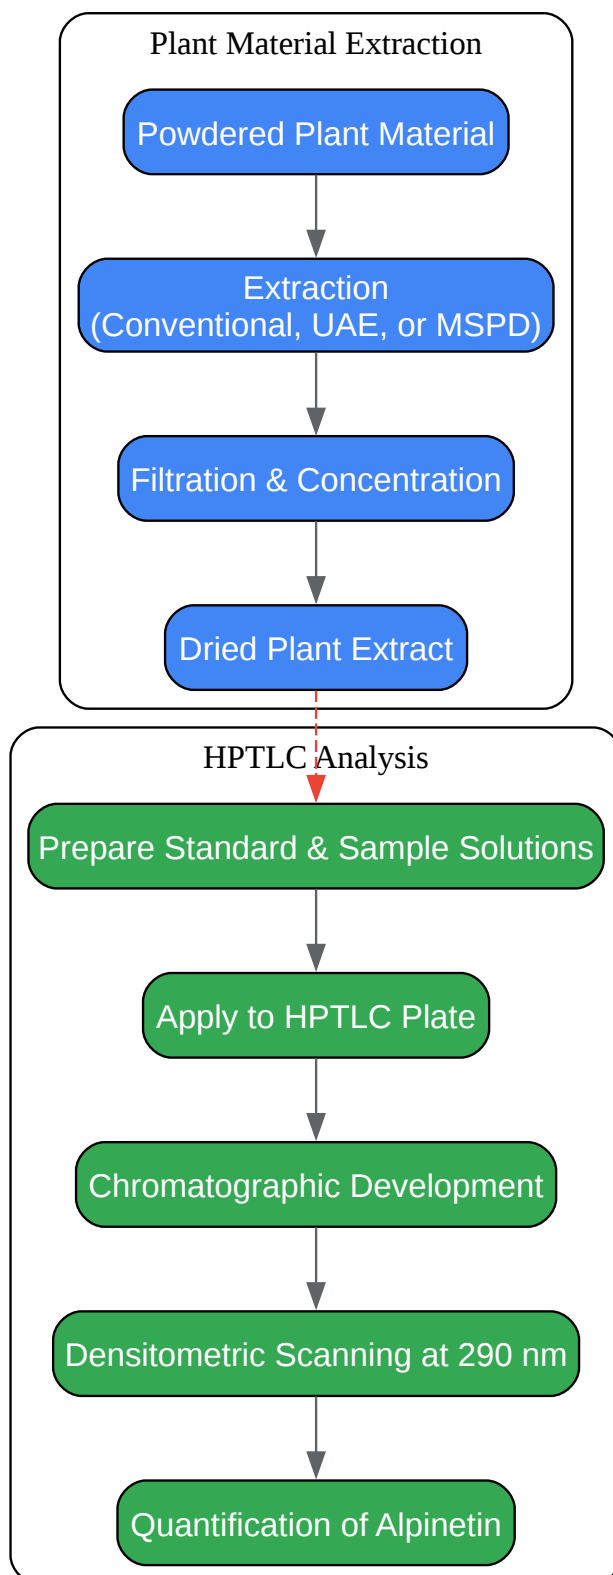 Plant Material Extraction
Powdered Plant Material
Extraction
(Conventional, UAE, or MSPD)
Filtration & Concentration
Dried Plant Extract
HPTLC Analysis
Prepare Standard & Sample Solutions
Apply to HPTLC Plate
Chromatographic Development
Densitometric Scanning at 290 nm
Quantification of Alpinetin